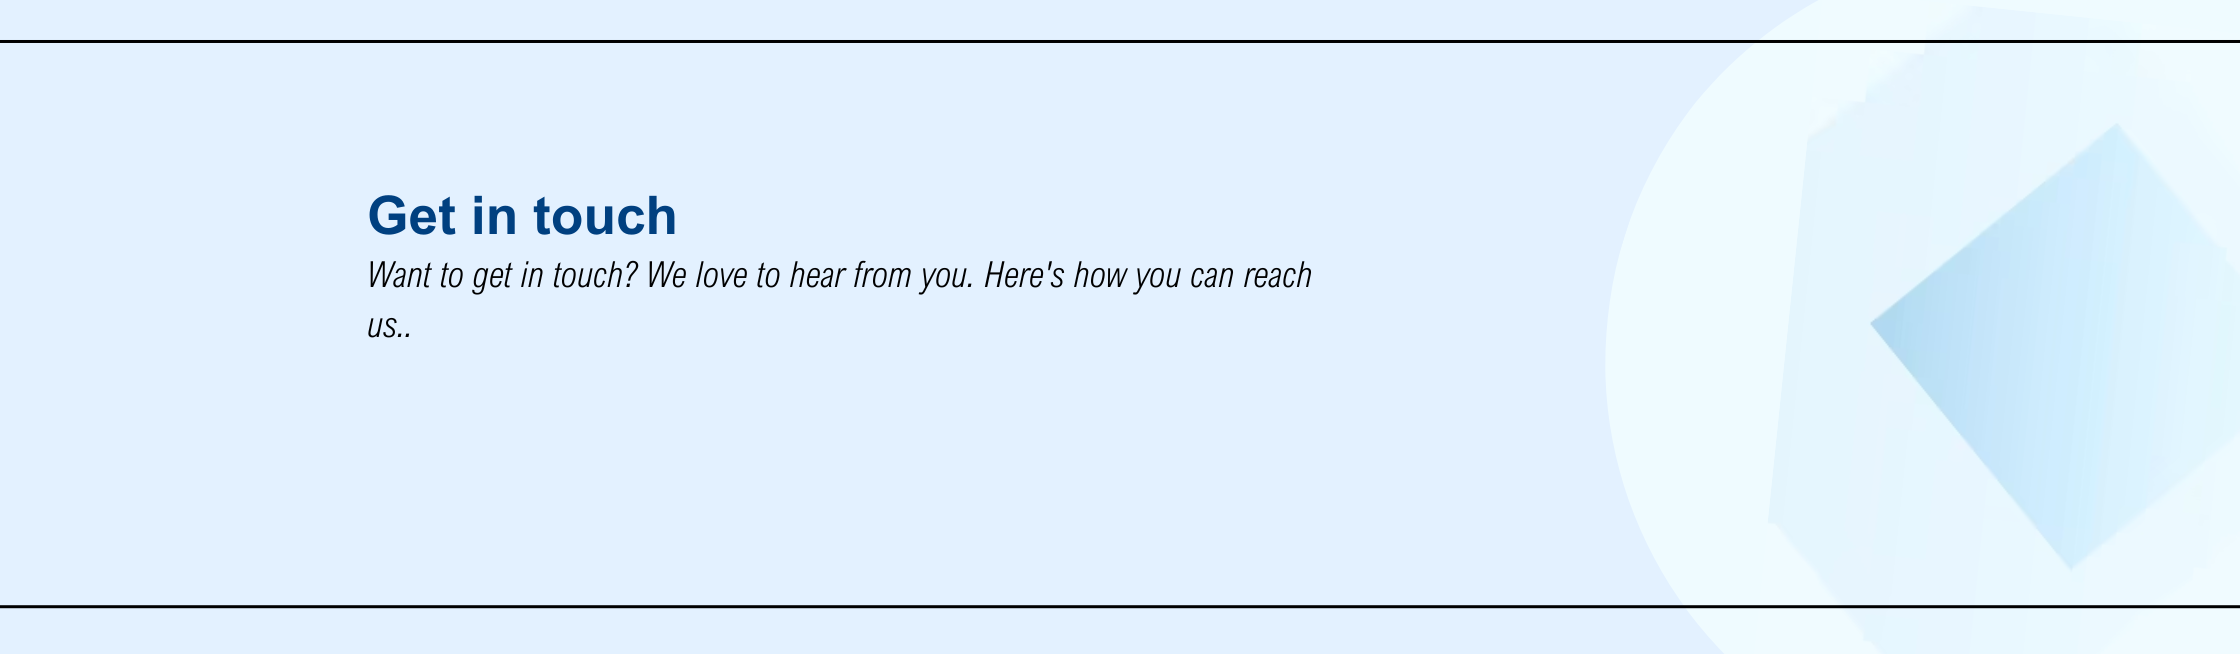 Get in touch
Want to get in touch? We love to hear from you. Here's how you can reach
us..